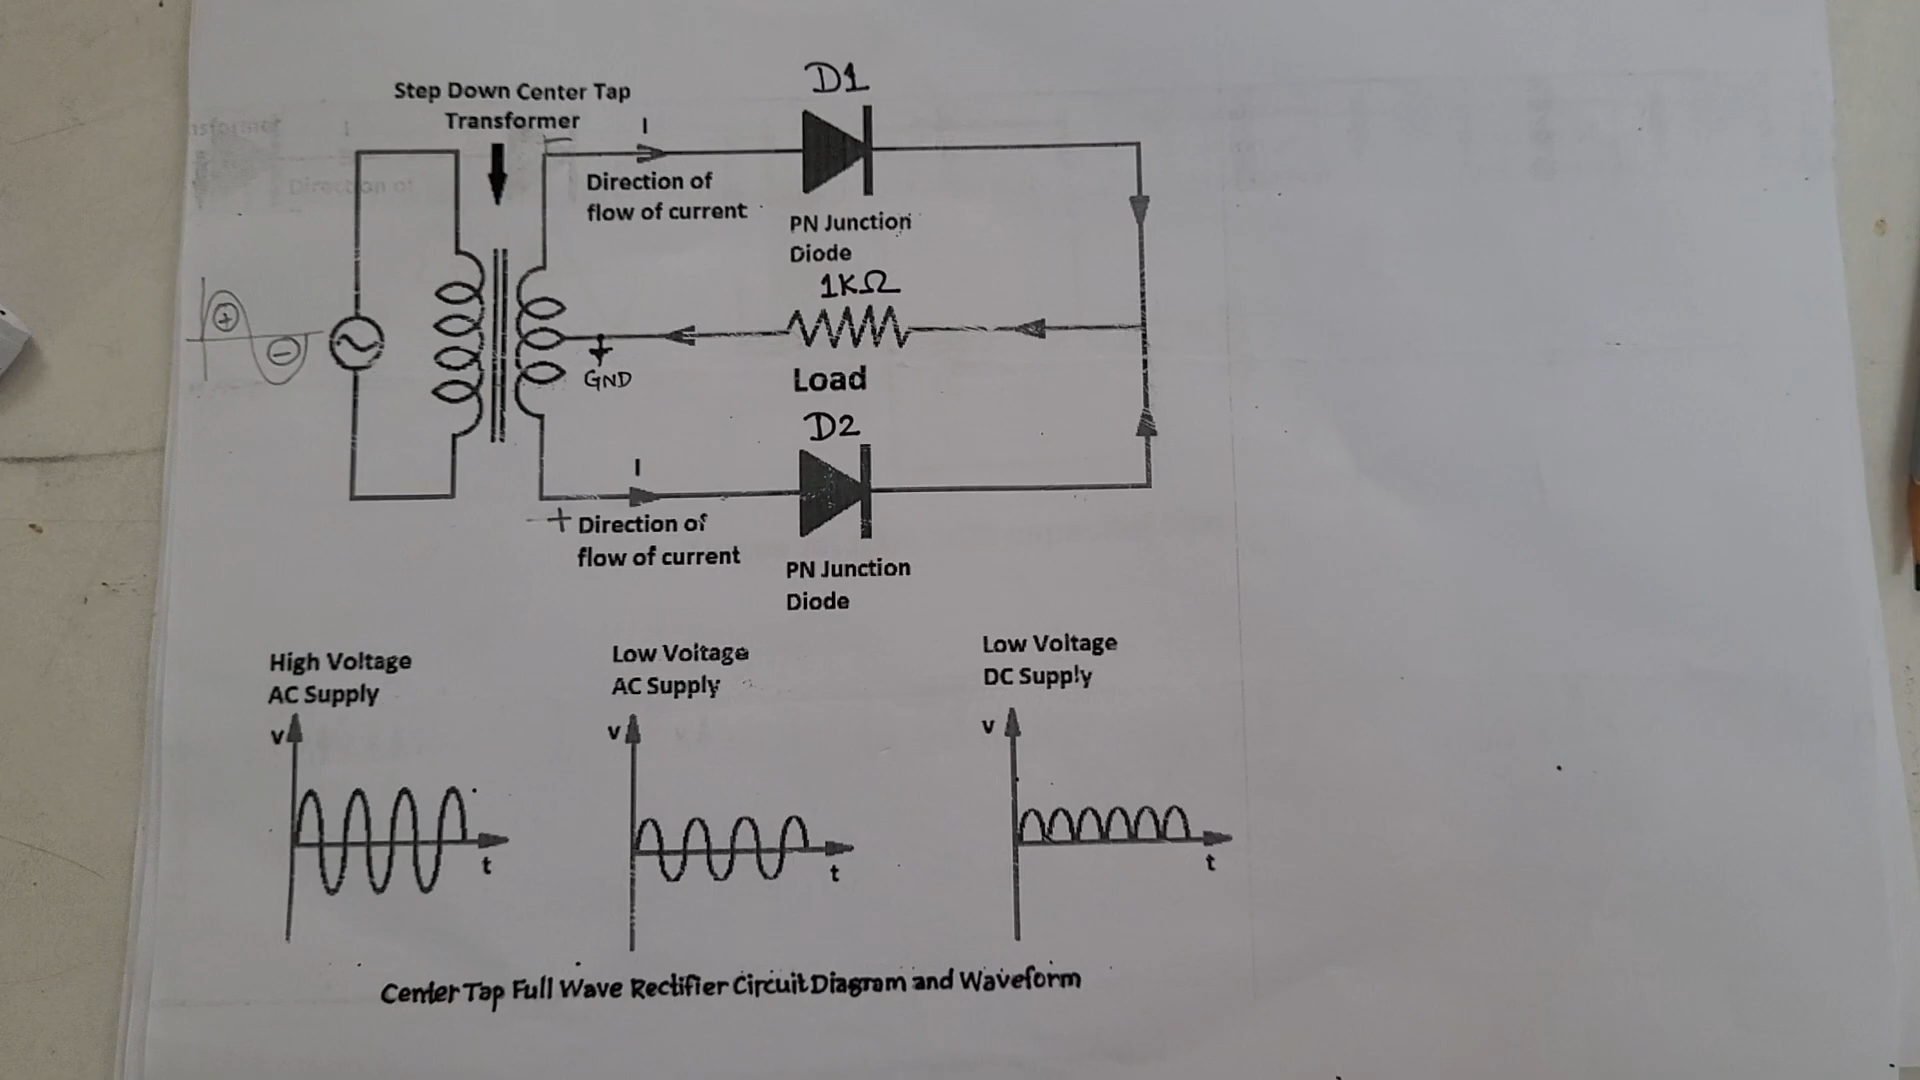 Step Down Center Tap
Transformer
D1
I
Direction of
flow of current
PN Junction
Diode
1KΩ
+
-
GND
Load
D2
I
+ Direction of
flow of current
PN Junction
Diode
High Voltage
AC Supply
Low Voltage
AC Supply
Low Voltage
DC Supply
V
V
V
t
t
t
Center Tap Full Wave Rectifier Circuit Diagram and Waveform